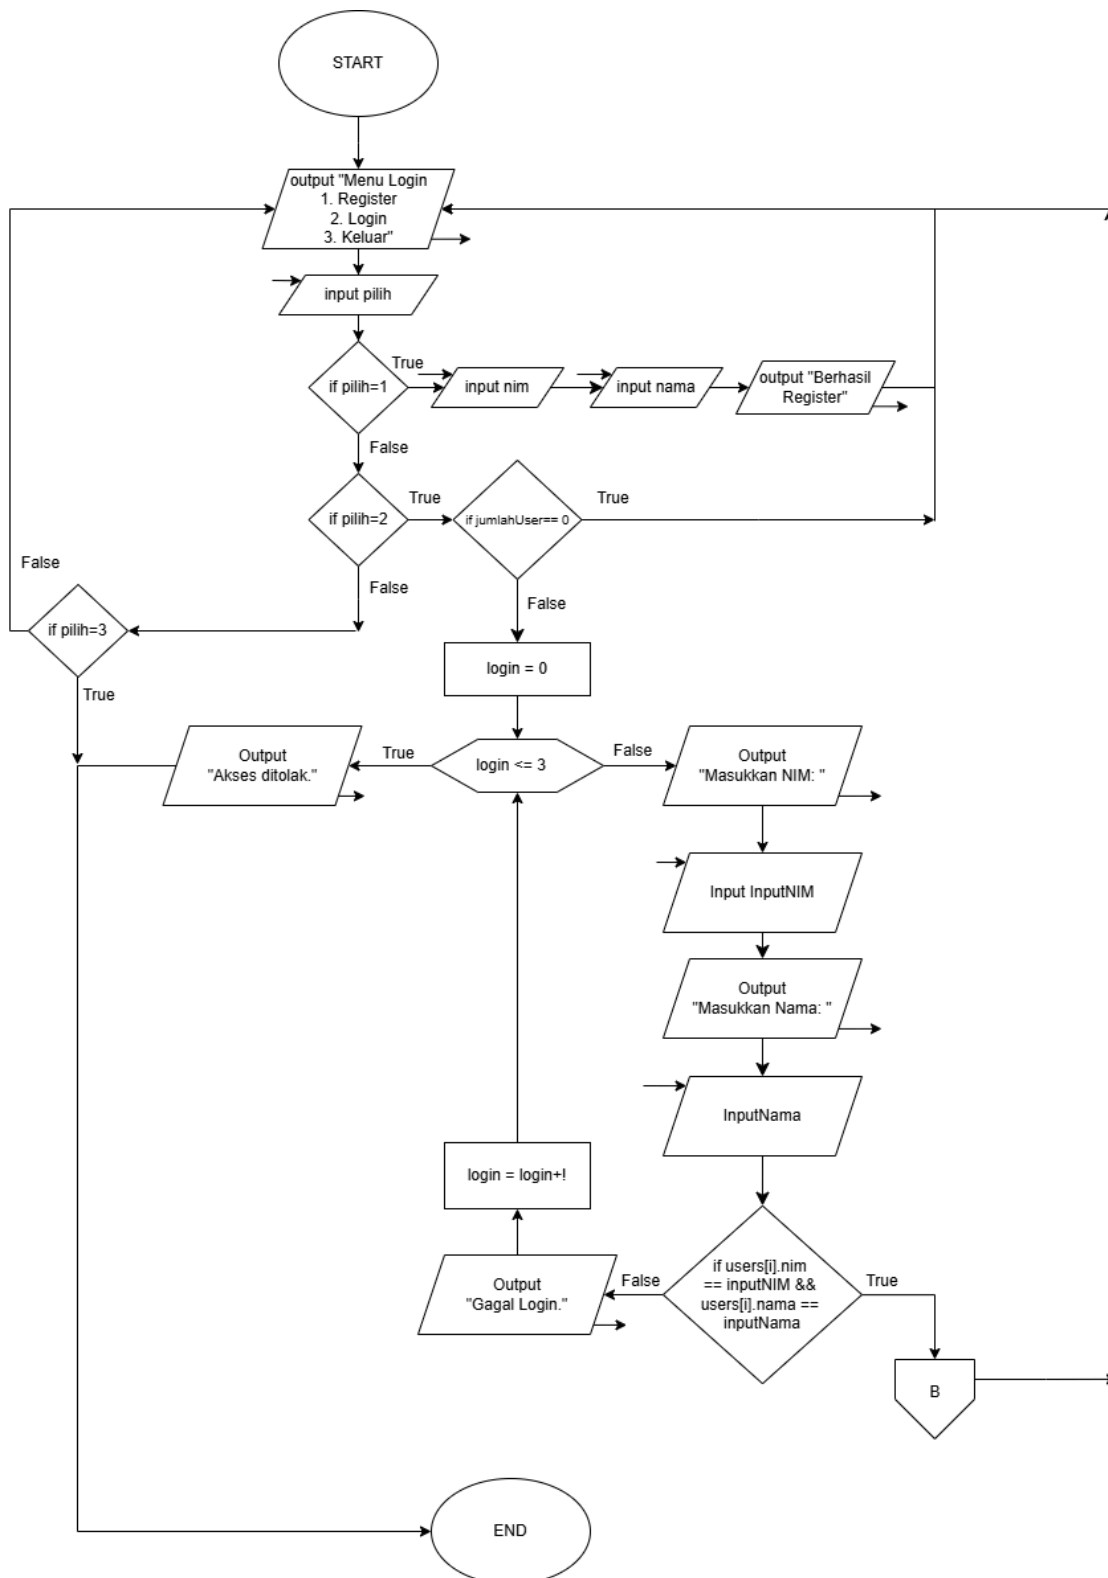 START
output "Menu Login
1. Register
2. Login
3. Keluar"
input pilih
if pilih=1
True
input nim
input nama
output "Berhasil
Register"
False
if pilih=2
True
if jumlahUser== 0
True
False
False
if pilih=3
False
True
login = 0
login <= 3
True
Output
"Akses ditolak."
False
Output
"Masukkan NIM: "
Input InputNIM
Output
"Masukkan Nama: "
InputNama
if users[i].nim
== inputNIM &&
users[i].nama ==
inputNama
False
Output
"Gagal Login."
login = login+!
True
B
END